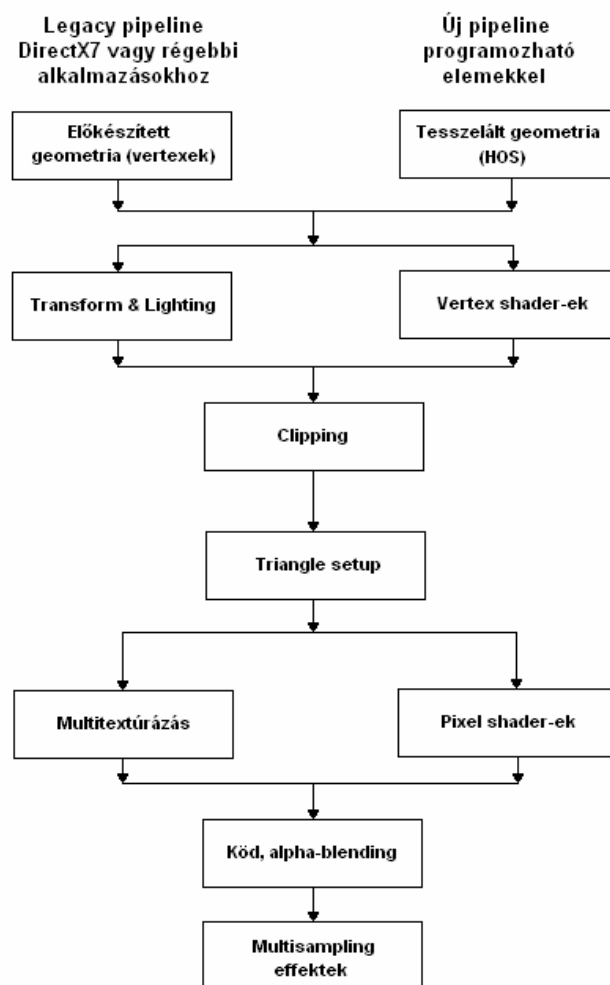 Legacy pipeline
DirectX7 vagy régebbi
alkalmazásokhoz
Új pipeline
programozható
elemekkel
Előkészített
geometria (vertexek)
Tesszelált geometria
(HOS)
Transform & Lighting
Vertex shader-ek
Clipping
Triangle setup
Multitextúrázás
Pixel shader-ek
Köd, alpha-blending
Multisampling
effektek